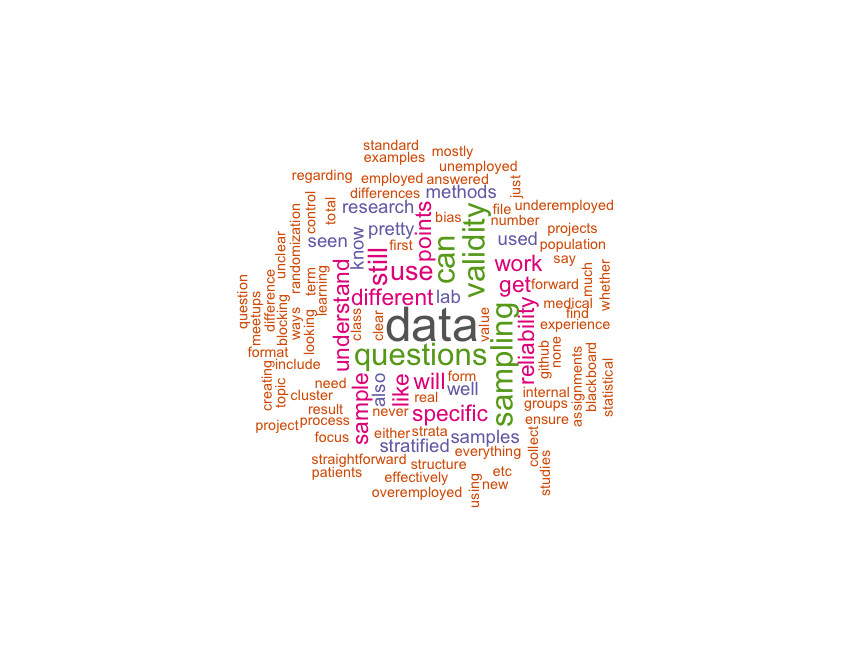 standard
examples
mostly
unemployed
regarding
employed
answered
just
differences
methods
underemployed
control
total
research
points
bias
validity
file
number
randomization
pretty
projects
seen
know
first
can
used
population
unclear
still
say
use
work
much
whether
question
meetups
difference
blocking
ways
term
learning
understand
different
lab
get
forward
medical
find
looking
class
clear
data
value
sampling
reliability
experience
format
include
questions
github
none
creating
topic
need
cluster
sample
also
like
will
form
well
real
internal
assignments
blackboard
statistical
result
never
specific
groups
project
process
ensure
focus
either
strata
samples
stratified
everything
collect
straightforward
structure
studies
patients
effectively
etc
using
new
overemployed